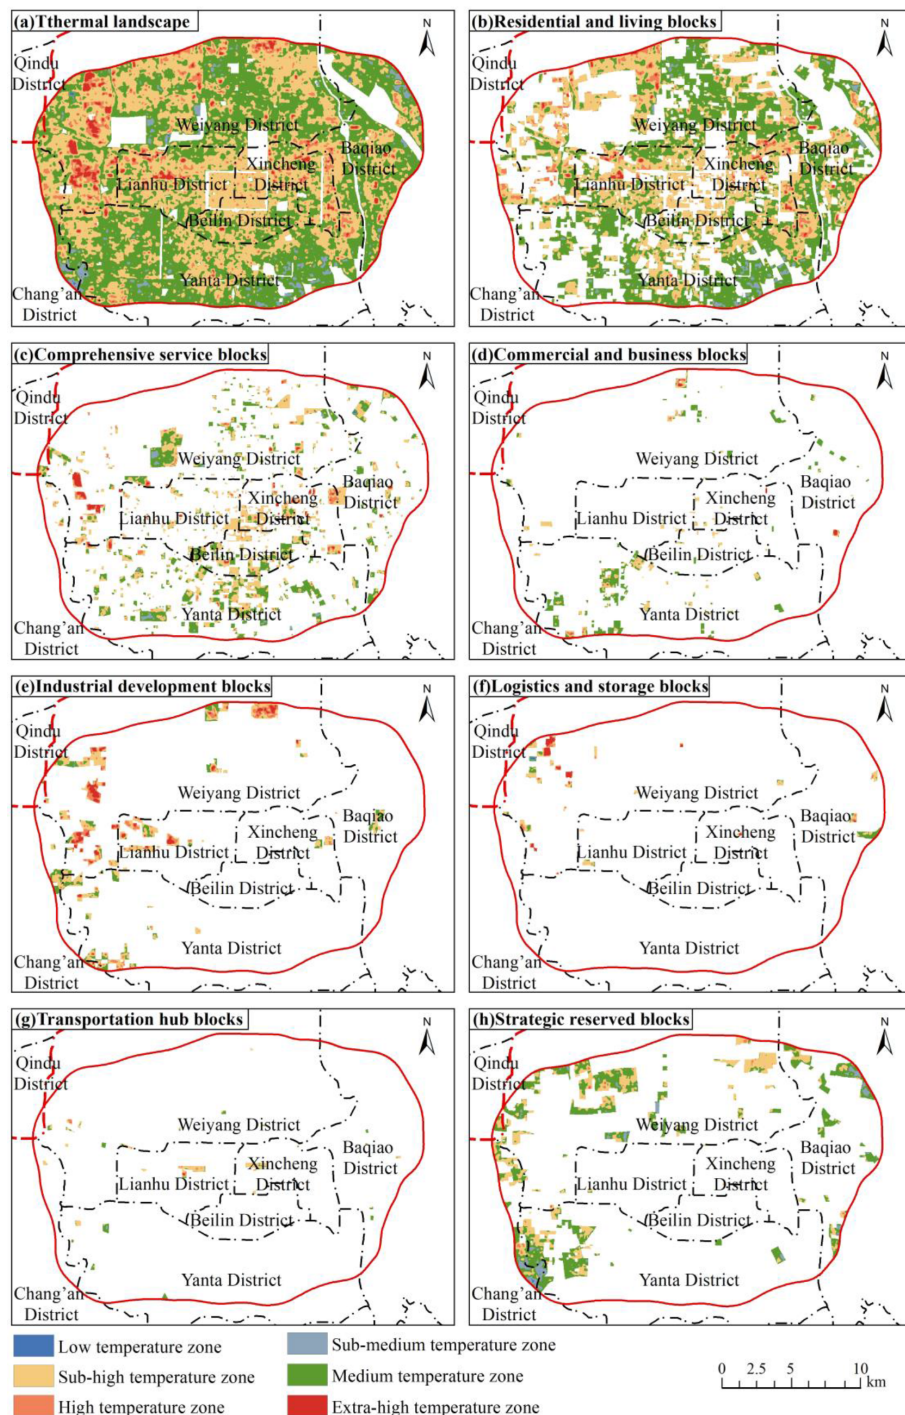 (a)Tthermal landscape
N
Qindu
District
Weiyang District
Baqiao
District
Xincheng
District
Lianhu District
Beilin District
Yanta District
Chang'an
District
(b)Residential and living blocks
N
Qindu
District
Weiyang District
Baqiao
District
Xincheng
District
Lianhu District
Beilin District
Yanta District
Chang'an
District
(c)Comprehensive service blocks
N
Qindu
District
Weiyang District
Baqiao
District
Xincheng
District
Lianhu District
Beilin District
Yanta District
Chang'an
District
(d)Commercial and business blocks
N
Qindu
District
Weiyang District
Baqiao
District
Xincheng
District
Lianhu District
Beilin District
Yanta District
Chang'an
District
(e)Industrial development blocks
N
Qindu
District
Weiyang District
Baqiao
District
Xincheng
District
Lianhu District
Beilin District
Yanta District
Chang'an
District
(f)Logistics and storage blocks
N
Qindu
District
Weiyang District
Baqiao
District
Xincheng
District
Lianhu District
Beilin District
Yanta District
Chang'an
District
(g)Transportation hub blocks
N
Qindu
District
Weiyang District
Baqiao
District
Xincheng
District
Lianhu District
Beilin District
Yanta District
Chang'an
District
(h)Strategic reserved blocks
N
Qindu
District
Weiyang District
Baqiao
District
Xincheng
District
Lianhu District
Beilin District
Yanta District
Chang'an
District
Low temperature zone
Sub-medium temperature zone
Sub-high temperature zone
Medium temperature zone
High temperature zone
Extra-high temperature zone
0 2.5 5 10
km